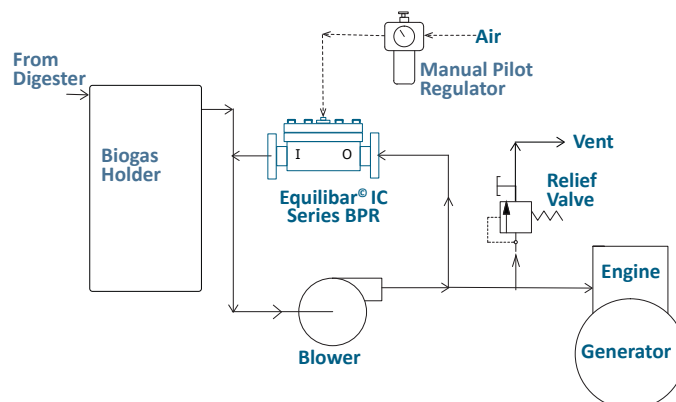 From
Digester
Air
Manual Pilot
Regulator
Biogas
Holder
I O
Equilibar© IC
Series BPR
Vent
Relief
Valve
Blower
Engine
Generator